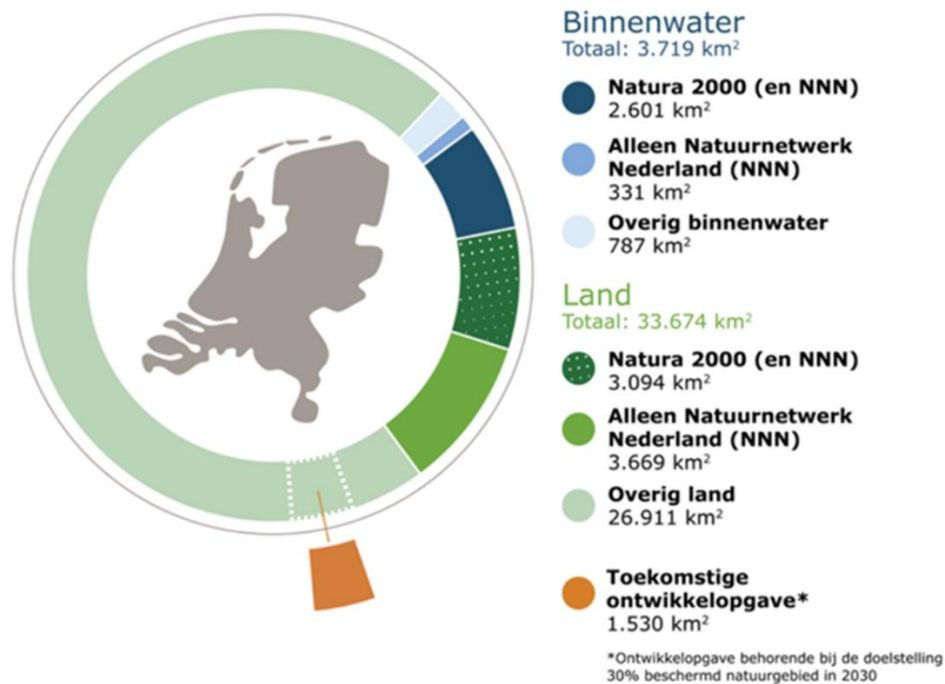 Binnenwater
Totaal: 3.719 km²
Natura 2000 (en NNN)
2.601 km²
Alleen Natuurnetwerk
Nederland (NNN)
331 km²
Overig binnenwater
787 km²
Land
Totaal: 33.674 km²
Natura 2000 (en NNN)
3.094 km²
Alleen Natuurnetwerk
Nederland (NNN)
3.669 km²
Overig land
26.911 km²
Toekomstige
ontwikkelopgave*
1.530 km²
*Ontwikkelopgave behorende bij de doelstelling
30% beschermd natuurgebied in 2030